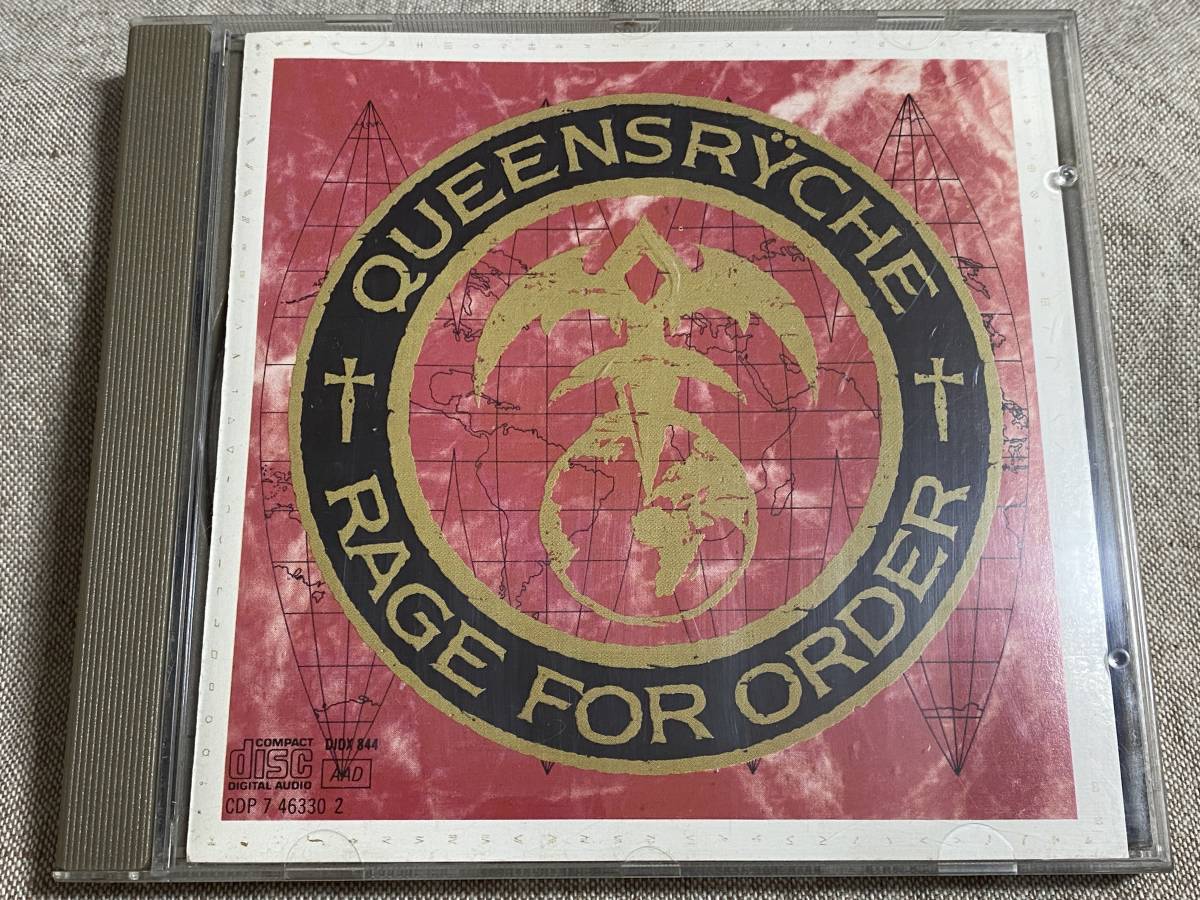 QUEENSRŸCHE
RAGE FOR ORDER
COMPACT
disc
DIGITAL AUDIO
DIDX 844
AAD
CDP 7 46330 2